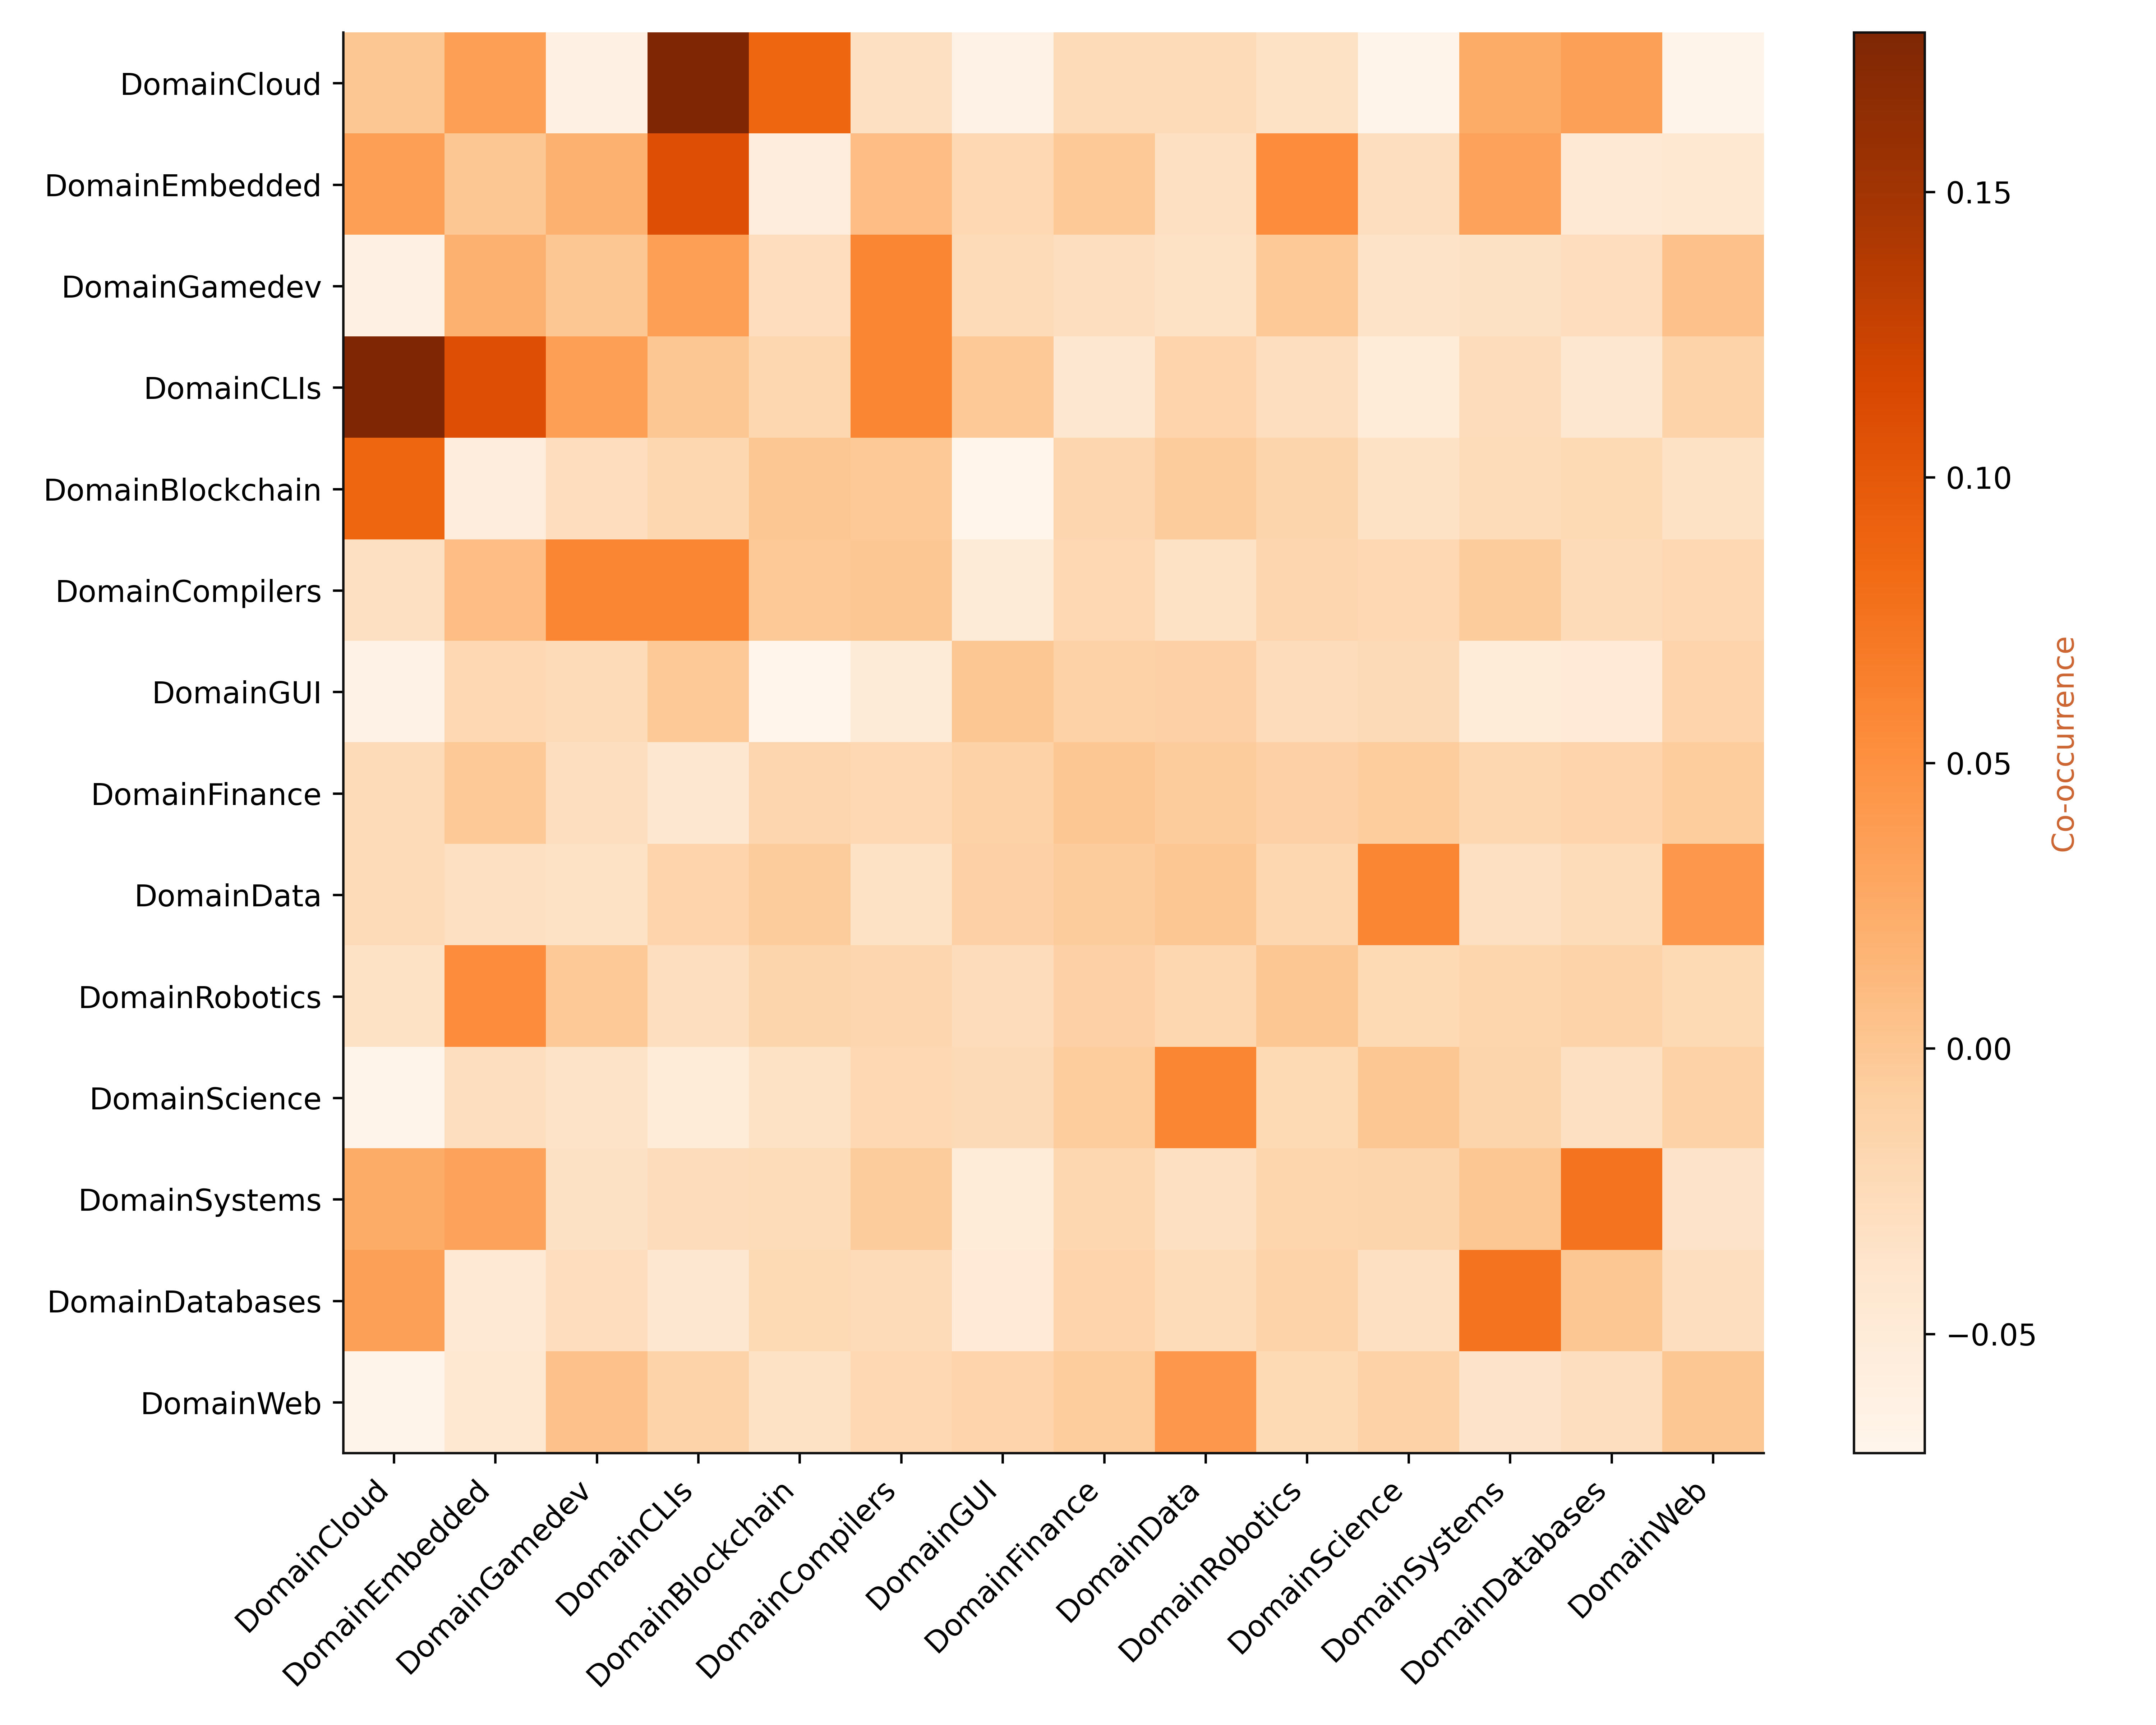 DomainCloud
DomainEmbedded
DomainGamedev
DomainCLIs
DomainBlockchain
DomainCompilers
DomainGUI
DomainFinance
DomainData
DomainRobotics
DomainScience
DomainSystems
DomainDatabases
DomainWeb
DomainCloud
DomainEmbedded
DomainGamedev
DomainCLIs
DomainBlockchain
DomainCompilers
DomainGUI
DomainFinance
DomainData
DomainRobotics
DomainScience
DomainSystems
DomainDatabases
DomainWeb
0.15
0.10
0.05
0.00
−0.05
Co-occurrence